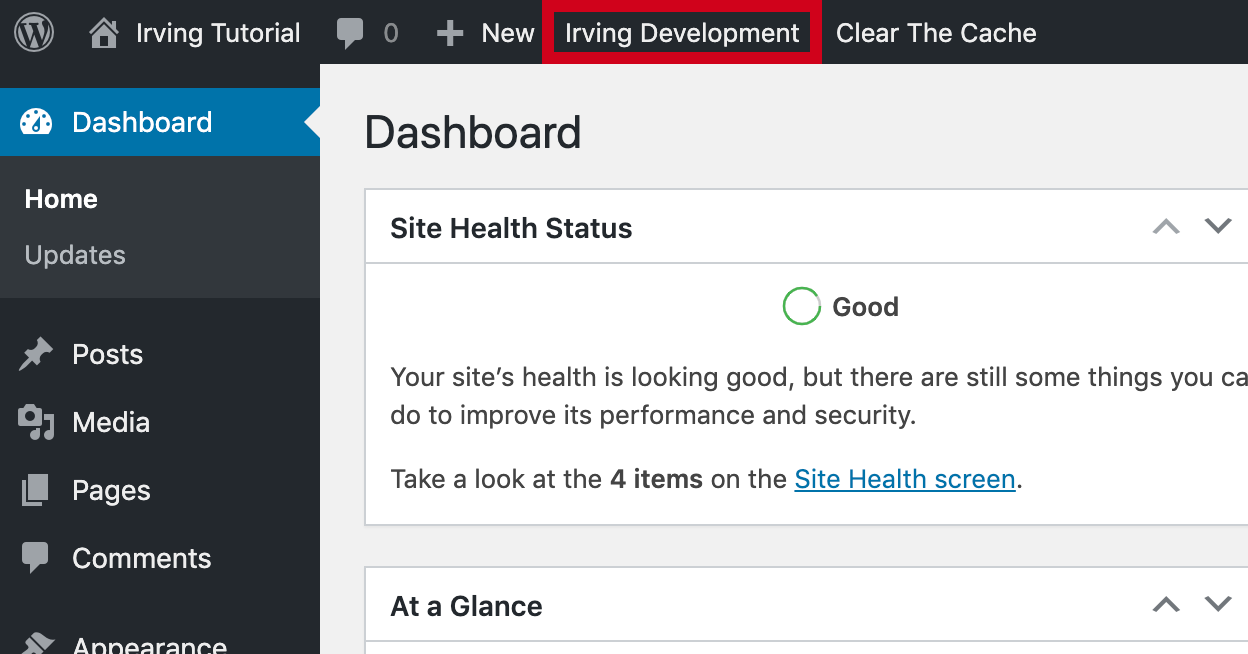 Irving Tutorial 0 New Irving Development Clear The Cache
Dashboard
Home
Updates
Posts
Media
Pages
Comments
Appearance
Dashboard
Site Health Status
Good
Your site’s health is looking good, but there are still some things you ca
do to improve its performance and security.
Take a look at the 4 items on the Site Health screen.
At a Glance